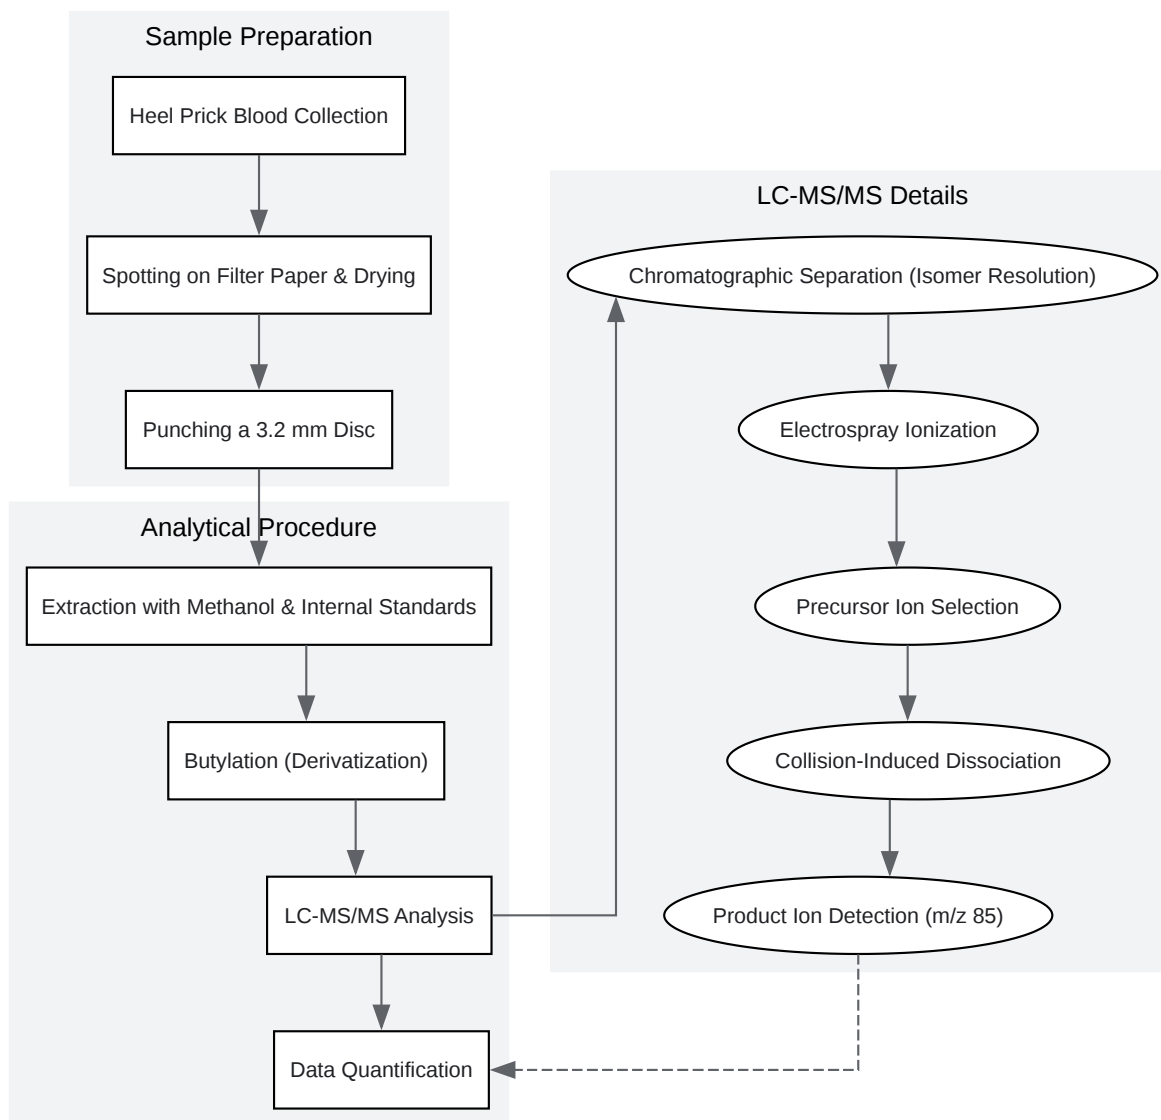 Sample Preparation
Heel Prick Blood Collection
Spotting on Filter Paper & Drying
Punching a 3.2 mm Disc
Analytical Procedure
Extraction with Methanol & Internal Standards
Butylation (Derivatization)
LC-MS/MS Analysis
Data Quantification
LC-MS/MS Details
Chromatographic Separation (Isomer Resolution)
Electrospray Ionization
Precursor Ion Selection
Collision-Induced Dissociation
Product Ion Detection (m/z 85)